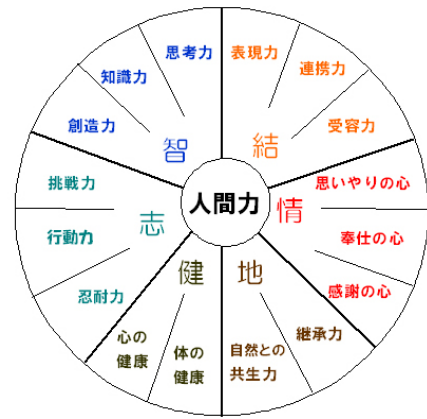 思考力
表現力
知識力
連携力
創造力
受容力
智
結
挑戦力
思いやりの心
人間力
志
情
行動力
奉仕の心
健
地
忍耐力
感謝の心
心の
健康
体の
健康
自然との
共生力
継承力